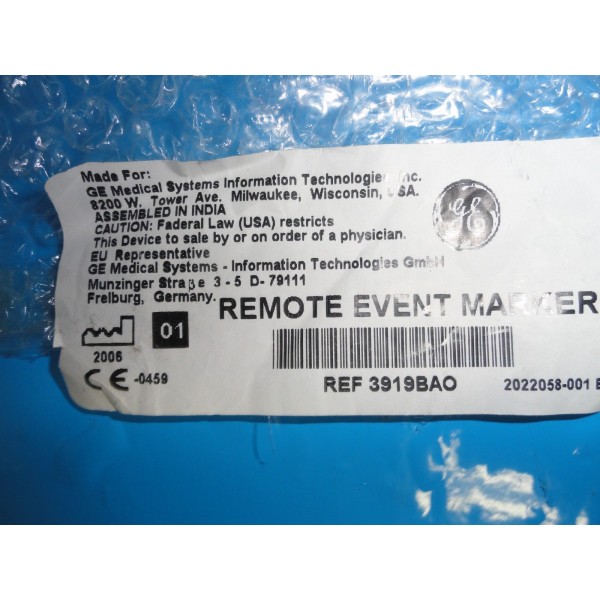 Made For:
GE Medical Systems Information Technologies Inc.
8200 W. Tower Ave. Milwaukee, Wisconsin, USA.
ASSEMBLED IN INDIA
CAUTION: Federal Law (USA) restricts
This Device to sale by or on order of a physician.
EU Representative
GE Medical Systems - Information Technologies GmbH
Munzinger Straβe 3 - 5 D- 79111
Freiburg, Germany.
GE
REMOTE EVENT MARKER
2006
01
CE-0459
REF 3919BAO
2022058-001 E